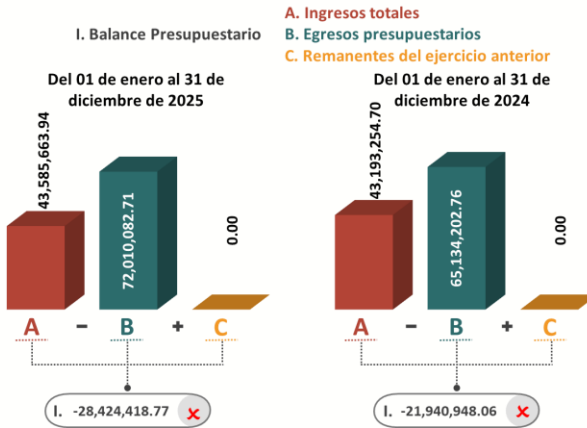 A. Ingresos totales
I. Balance Presupuestario
B. Egresos presupuestarios
C. Remanentes del ejercicio anterior
Del 01 de enero al 31 de
diciembre de 2025
43,585,663.94
72,010,082.71
0.00
A - B + C
I. -28,424,418.77 x
Del 01 de enero al 31 de
diciembre de 2024
43,193,254.70
65,134,202.76
0.00
A - B + C
I. -21,940,948.06 x